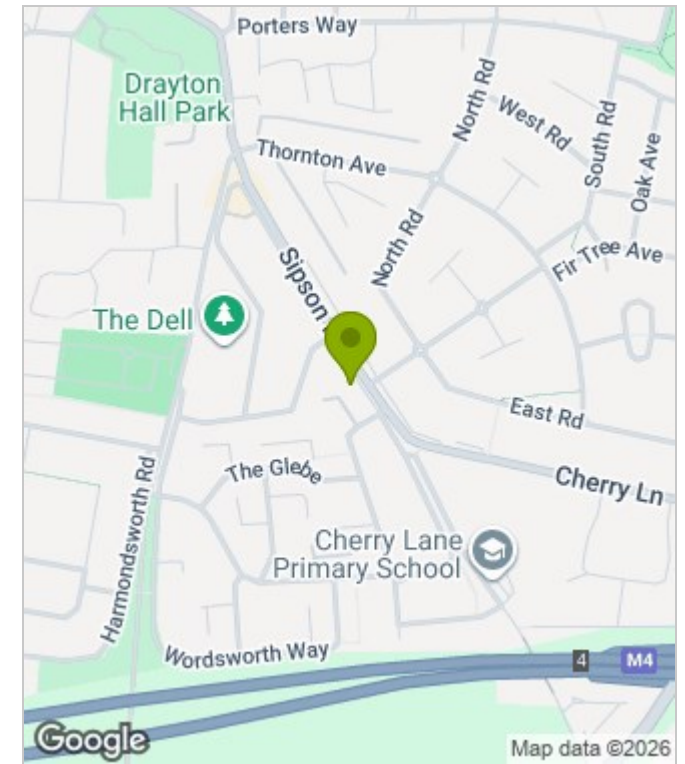 Porters Way
Drayton
Hall Park
North Rd
West Rd
South Rd
Oak Ave
Thornton Ave
North Rd
Fir Tree Ave
Sipson
The Dell
East Rd
The Glebe
Cherry Ln
Harmondsworth Rd
Cherry Lane
Primary School
Wordsworth Way
4
M4
Google
Map data ©2026